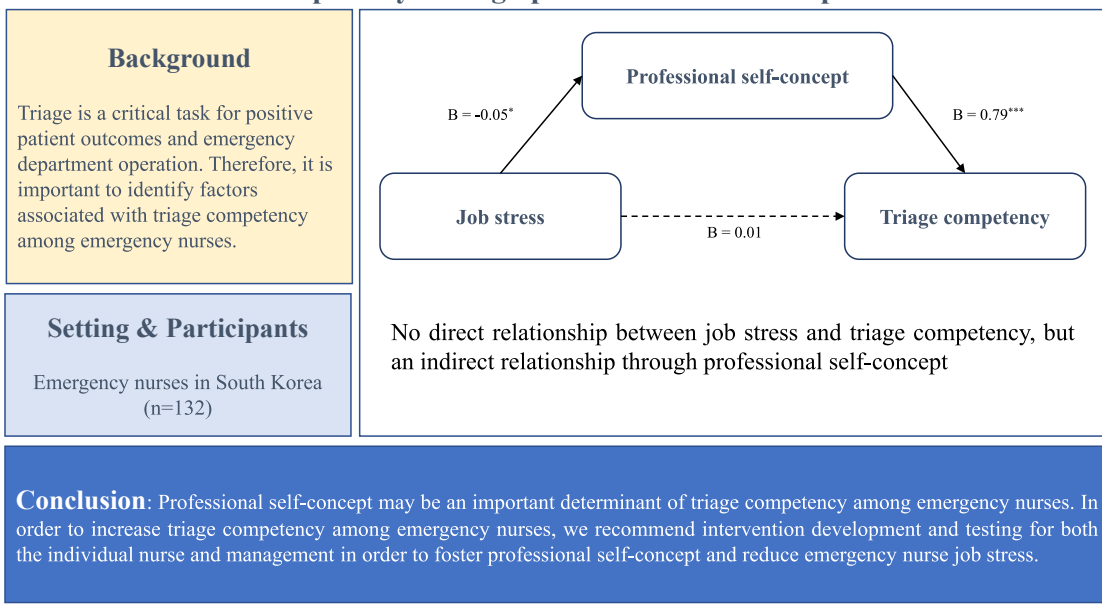 Background
Triage is a critical task for positive
patient outcomes and emergency
department operation. Therefore, it is
important to identify factors
associated with triage competency
among emergency nurses.
Setting & Participants
Emergency nurses in South Korea
(n=132)
Professional self-concept
B = -0.05*
B = 0.79***
Job stress
Triage competency
B = 0.01
No direct relationship between job stress and triage competency, but
an indirect relationship through professional self-concept
Conclusion: Professional self-concept may be an important determinant of triage competency among emergency nurses. In
order to increase triage competency among emergency nurses, we recommend intervention development and testing for both
the individual nurse and management in order to foster professional self-concept and reduce emergency nurse job stress.